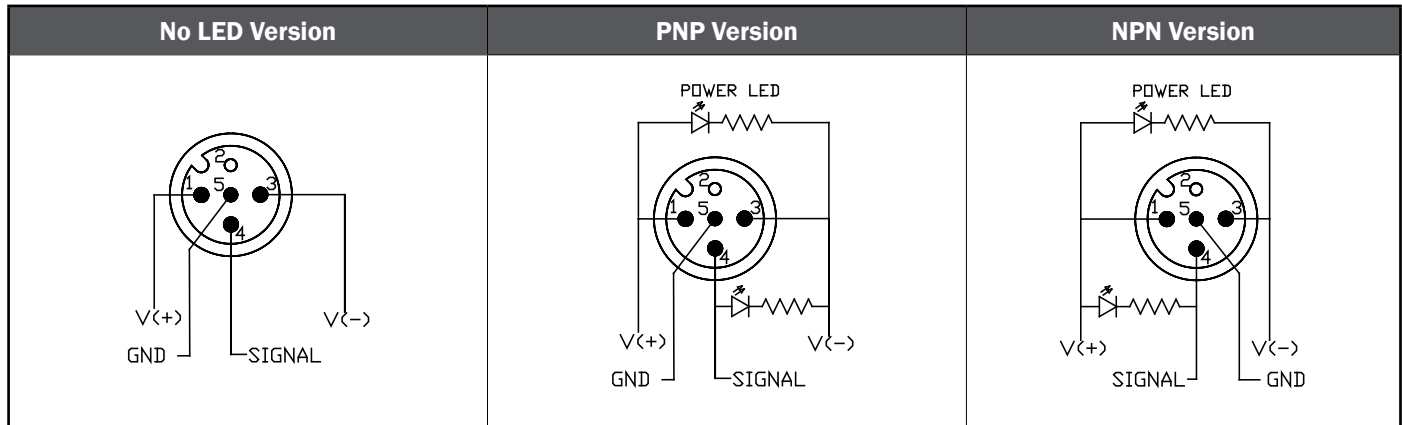 No LED Version
PNP Version
NPN Version
2
1 5 3
4
V(+)
V(-)
GND
SIGNAL
POWER LED
2
1 5 3
4
V(+)
V(-)
GND
SIGNAL
POWER LED
2
1 5 3
4
V(+)
V(-)
SIGNAL
GND